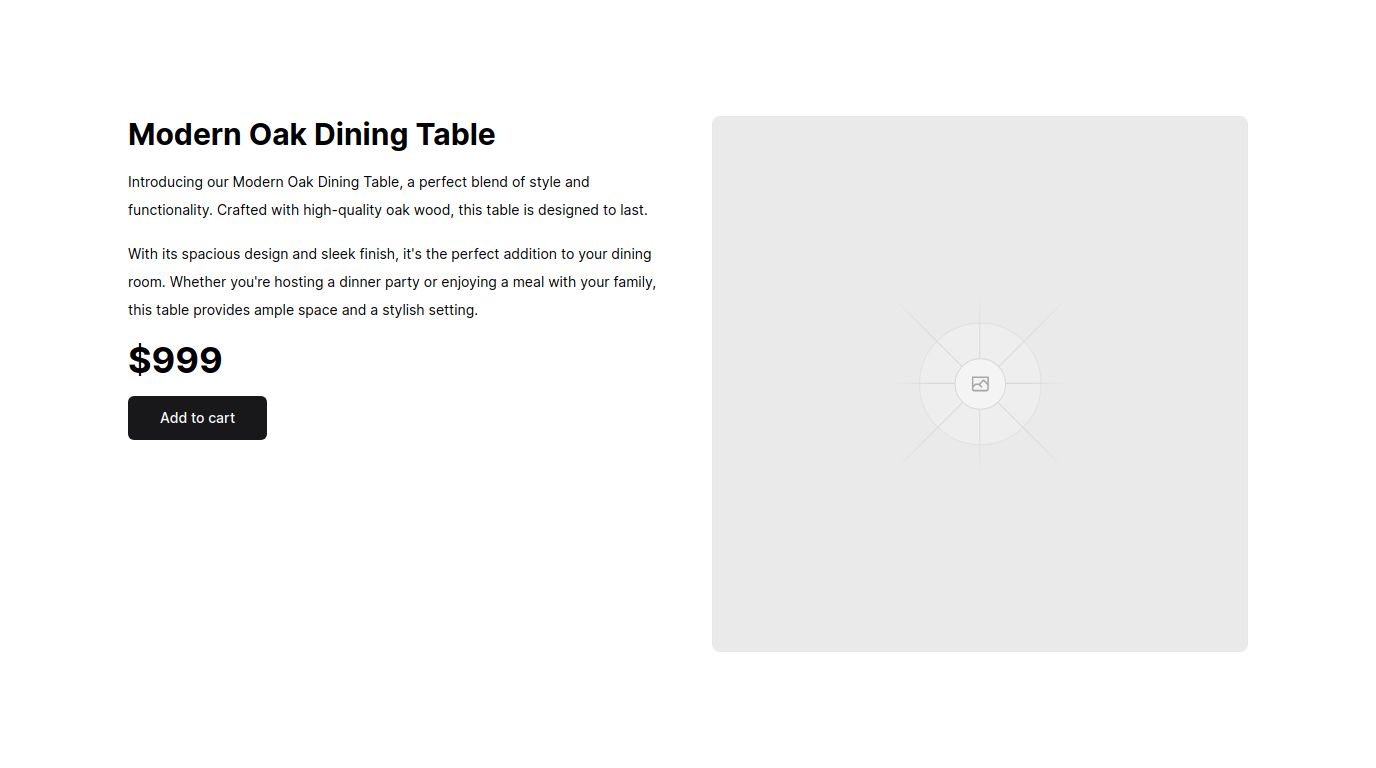 Modern Oak Dining Table
Introducing our Modern Oak Dining Table, a perfect blend of style and
functionality. Crafted with high-quality oak wood, this table is designed to last.
With its spacious design and sleek finish, it's the perfect addition to your dining
room. Whether you're hosting a dinner party or enjoying a meal with your family,
this table provides ample space and a stylish setting.
$999
Add to cart